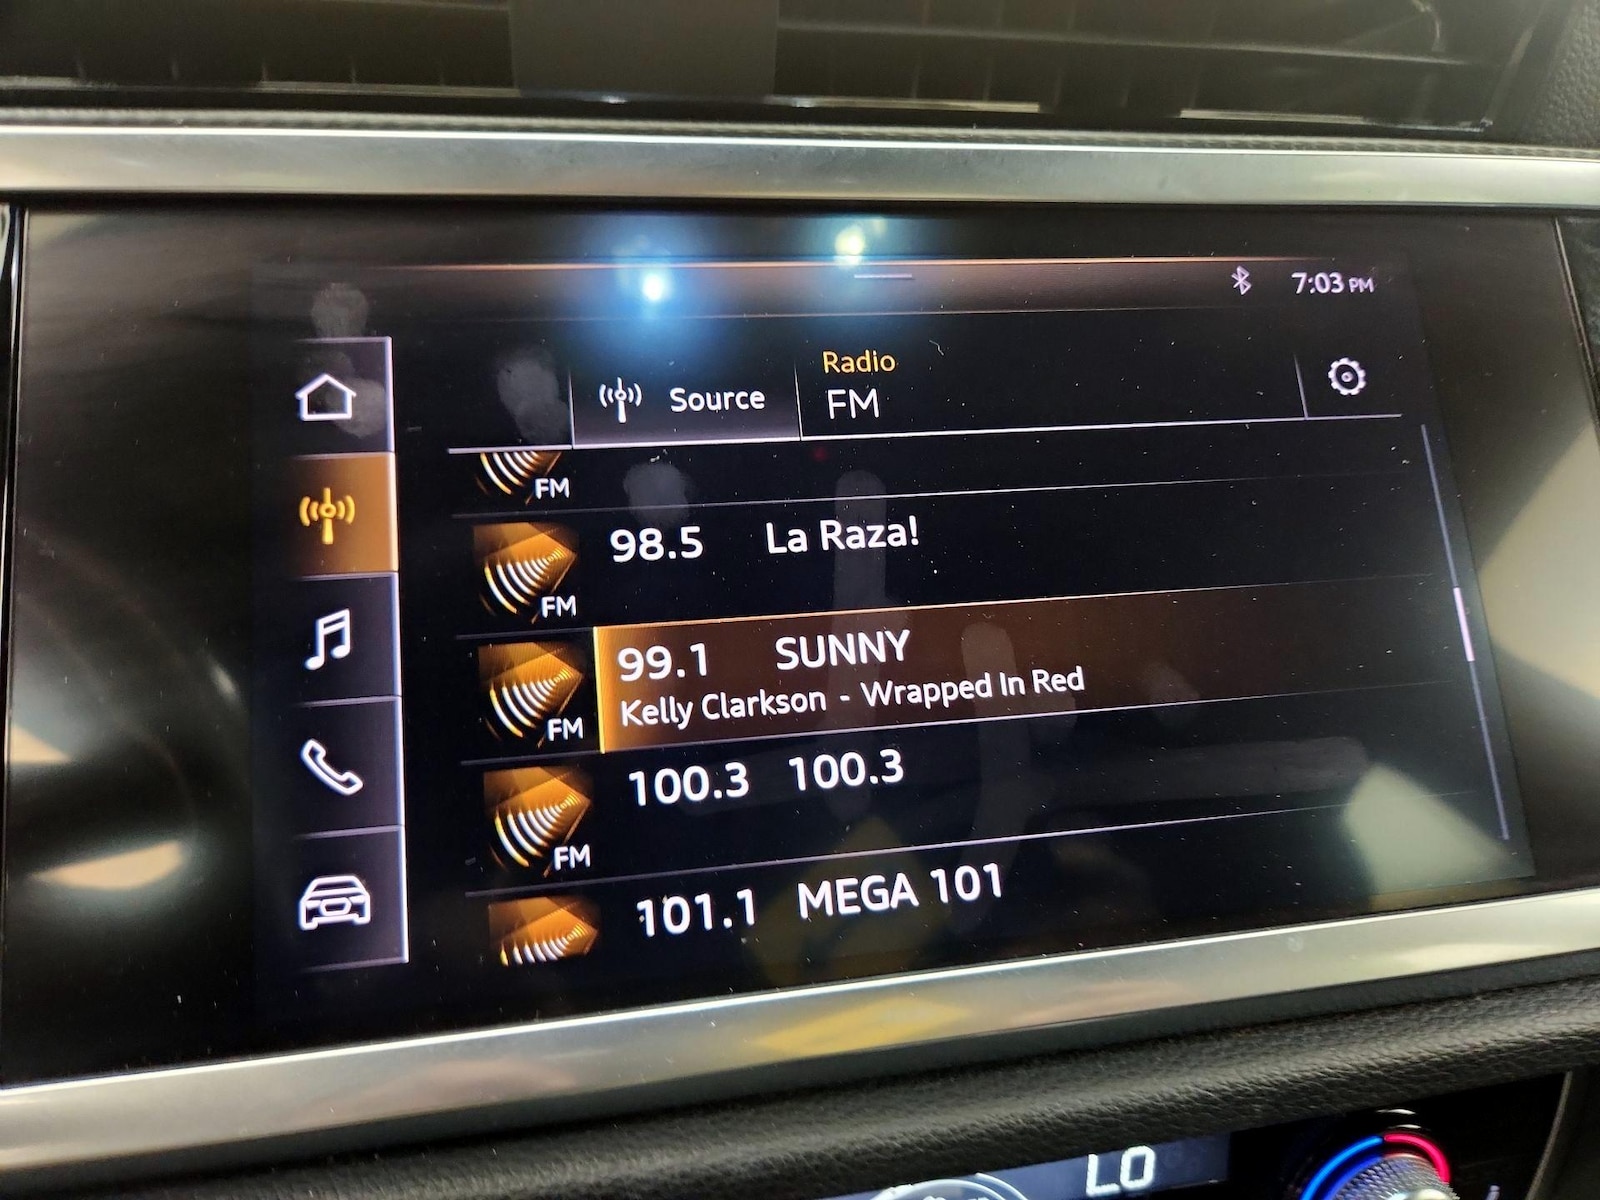 7:03 PM
Radio
Source
FM
FM
98.5 La Raza!
FM
99.1 SUNNY
Kelly Clarkson - Wrapped In Red
FM
100.3 100.3
FM
101.1 MEGA 101
LO